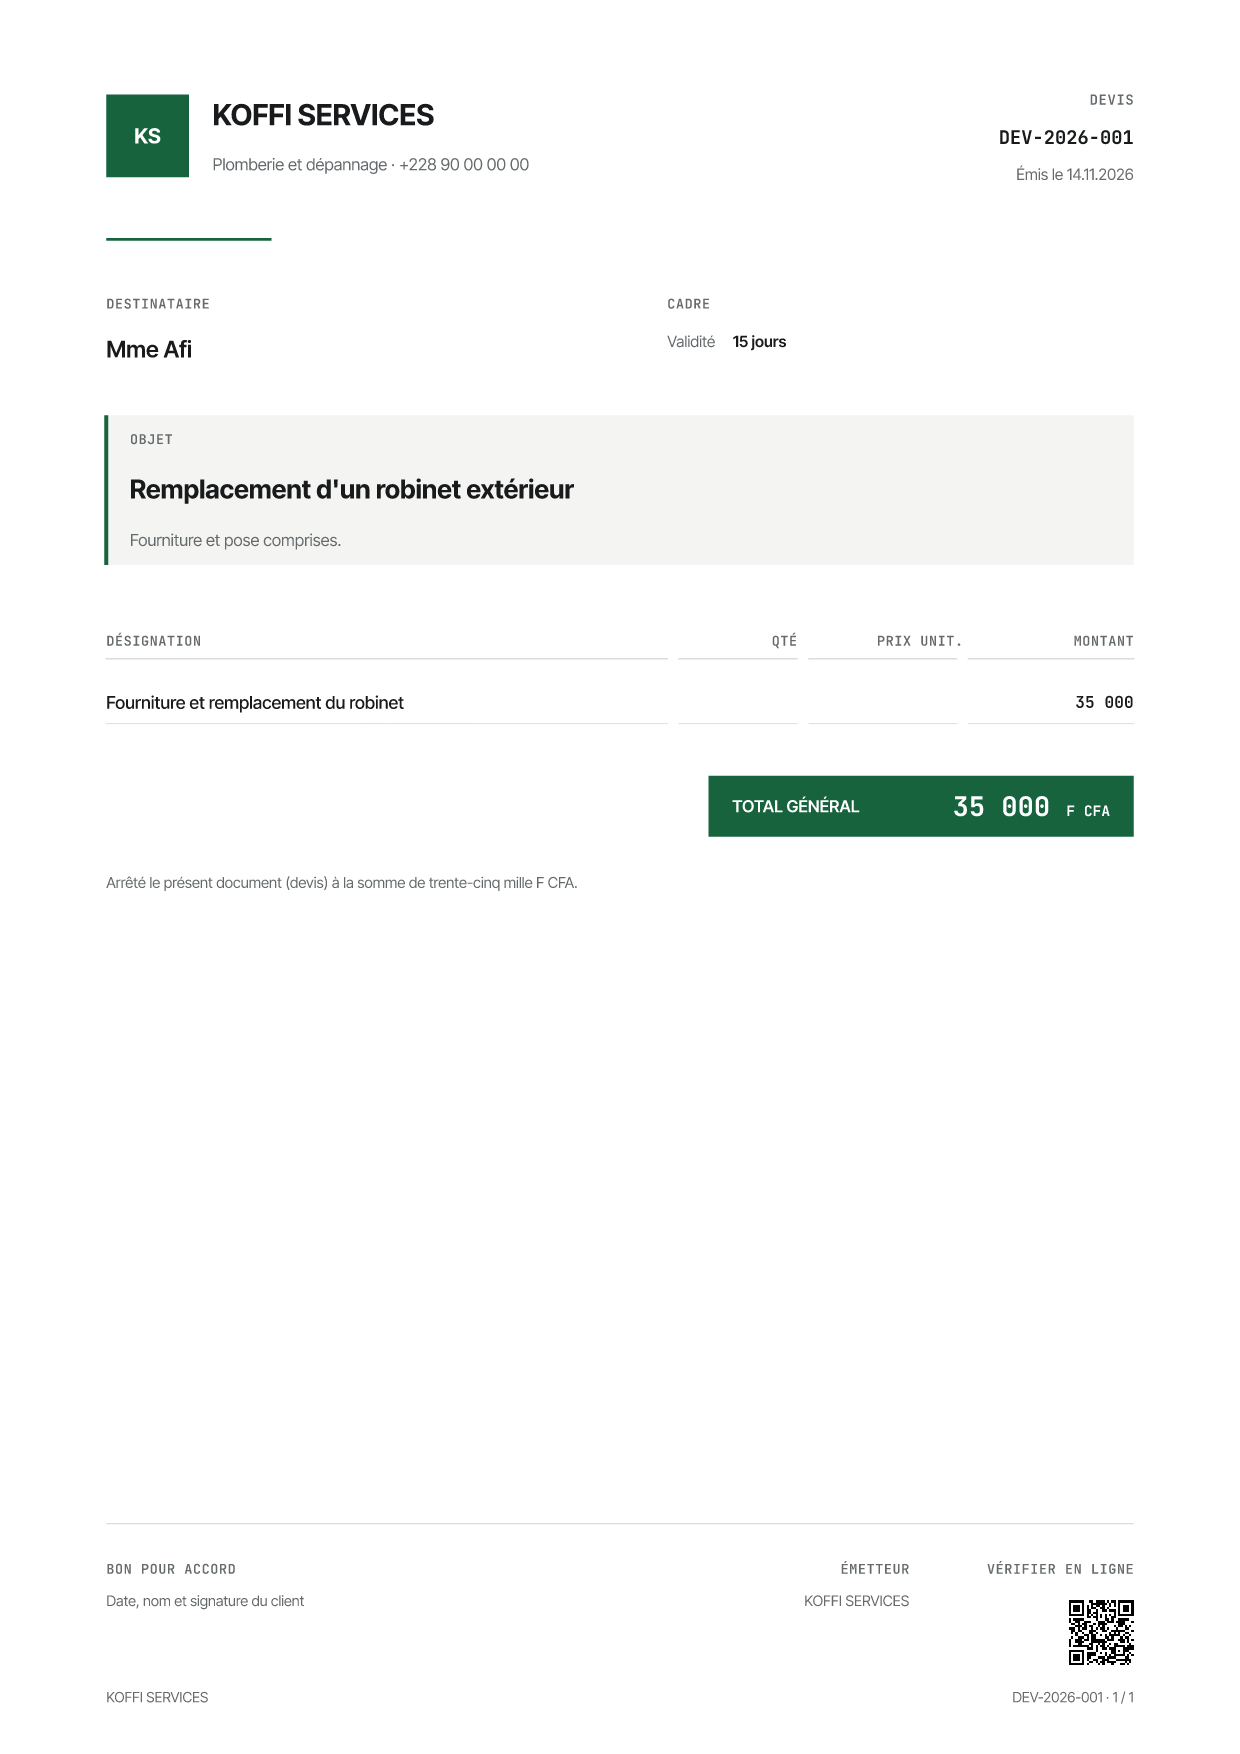 KS
KOFFI SERVICES
Plomberie et dépannage · +228 90 00 00 00
DEVIS
DEV-2026-001
Émis le 14.11.2026
DESTINATAIRE
Mme Afi
CADRE
Validité 15 jours
OBJET
Remplacement d'un robinet extérieur
Fourniture et pose comprises.
DÉSIGNATION QTÉ PRIX UNIT. MONTANT
Fourniture et remplacement du robinet 35 000
TOTAL GÉNÉRAL 35 000 F CFA
Arrêté le présent document (devis) à la somme de trente-cinq mille F CFA.
BON POUR ACCORD
Date, nom et signature du client
ÉMETTEUR
KOFFI SERVICES
VÉRIFIER EN LIGNE
KOFFI SERVICES
DEV-2026-001 · 1 / 1